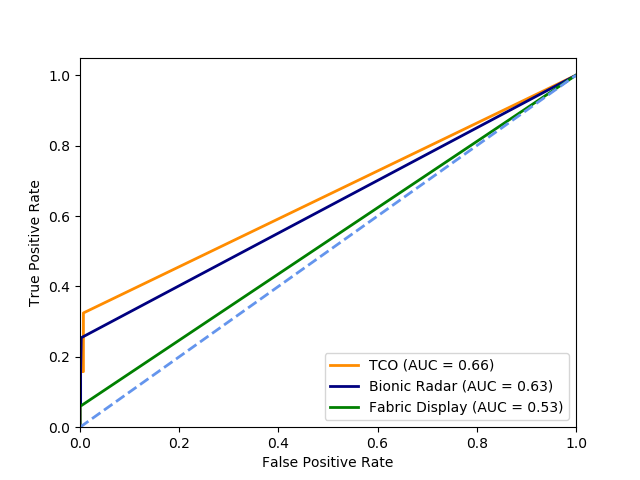 1.0
0.8
0.6
0.4
0.2
0.0
True Positive Rate
TCO (AUC = 0.66)
Bionic Radar (AUC = 0.63)
Fabric Display (AUC = 0.53)
0.0 0.2 0.4 0.6 0.8 1.0
False Positive Rate